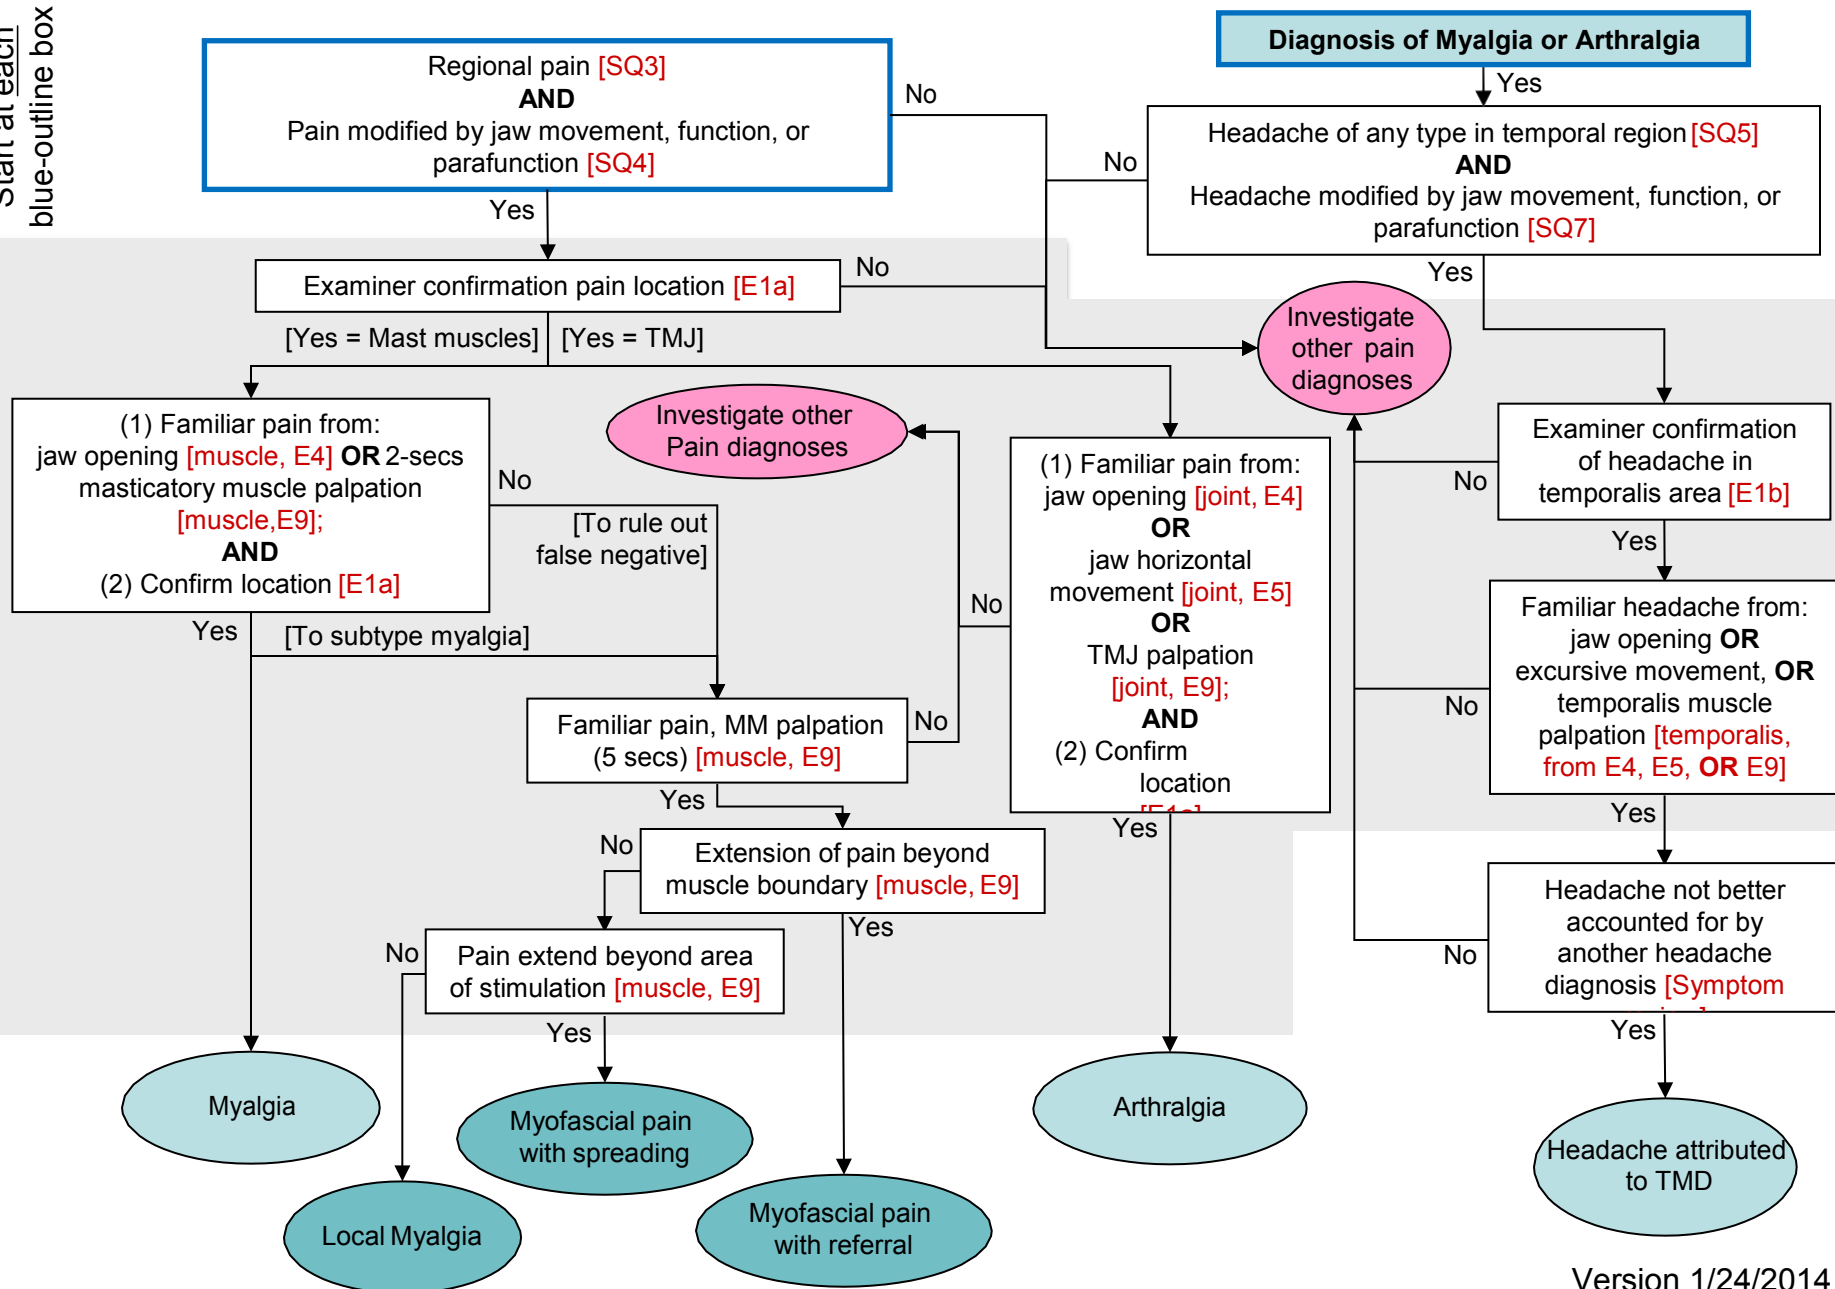 Start at each
blue-outline box
Regional pain [SQ3]
AND
Pain modified by jaw movement, function, or
parafunction [SQ4]
No
Yes
Diagnosis of Myalgia or Arthralgia
Yes
Headache of any type in temporal region [SQ5]
AND
Headache modified by jaw movement, function, or
parafunction [SQ7]
No
Yes
Examiner confirmation pain location [E1a]
No
[Yes = Mast muscles]
[Yes = TMJ]
Investigate
other pain
diagnoses
(1) Familiar pain from:
jaw opening [muscle, E4] OR 2-secs
masticatory muscle palpation
[muscle,E9];
AND
(2) Confirm location [E1a]
No
[To rule out
false negative]
Yes
[To subtype myalgia]
Investigate other
Pain diagnoses
(1) Familiar pain from:
jaw opening [joint, E4]
OR
jaw horizontal
movement [joint, E5]
OR
TMJ palpation
[joint, E9];
AND
(2) Confirm
location
[E1a]
No
Yes
Examiner confirmation
of headache in
temporalis area [E1b]
No
Yes
Familiar headache from:
jaw opening OR
excursive movement, OR
temporalis muscle
palpation [temporalis,
from E4, E5, OR E9]
No
Yes
Familiar pain, MM palpation
(5 secs) [muscle, E9]
No
Yes
Extension of pain beyond
muscle boundary [muscle, E9]
No
Yes
Pain extend beyond area
of stimulation [muscle, E9]
No
Yes
Headache not better
accounted for by
another headache
diagnosis [Symptom
No
Yes
Myalgia
Myofascial pain
with spreading
Local Myalgia
Myofascial pain
with referral
Arthralgia
Headache attributed
to TMD
Version 1/24/2014